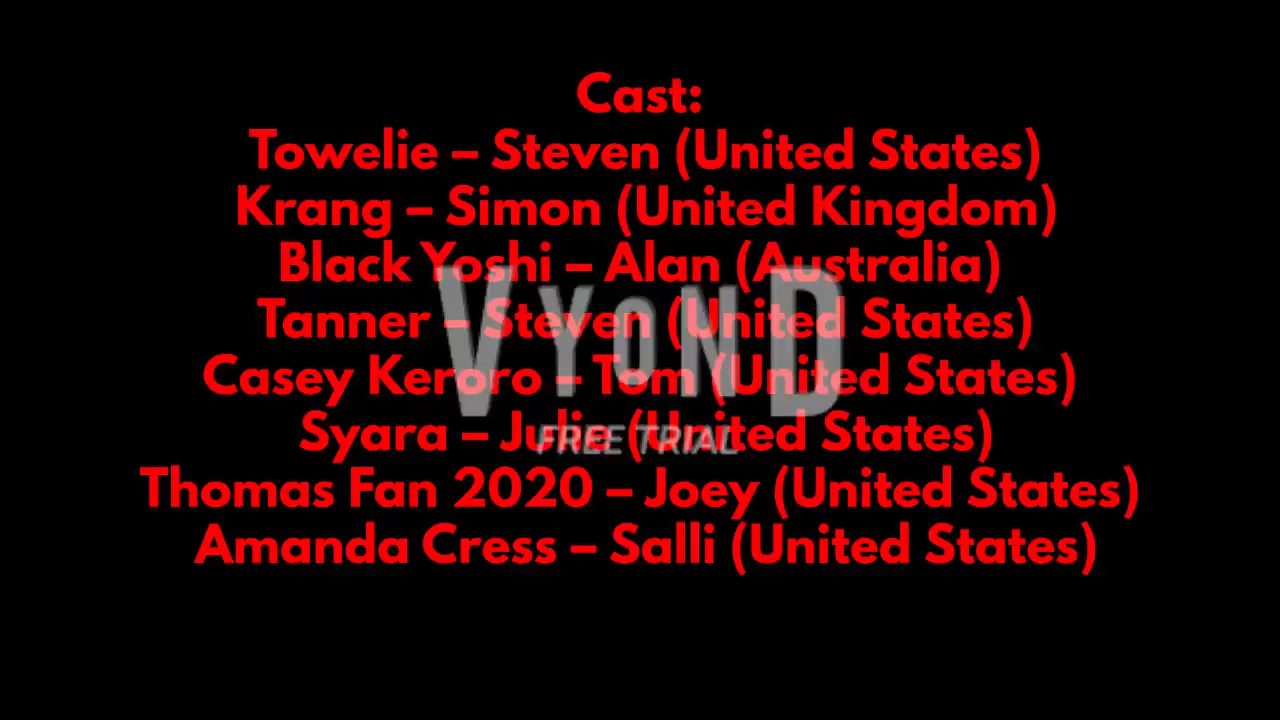 Cast:
Towelie – Steven (United States)
Krang – Simon (United Kingdom)
Black Yoshi – Alan (Australia)
Tanner – Steven (United States)
Casey Keroro – Tom (United States)
Syara – Julie (United States)
Thomas Fan 2020 – Joey (United States)
Amanda Cress – Salli (United States)
VYOND
FREE TRIAL